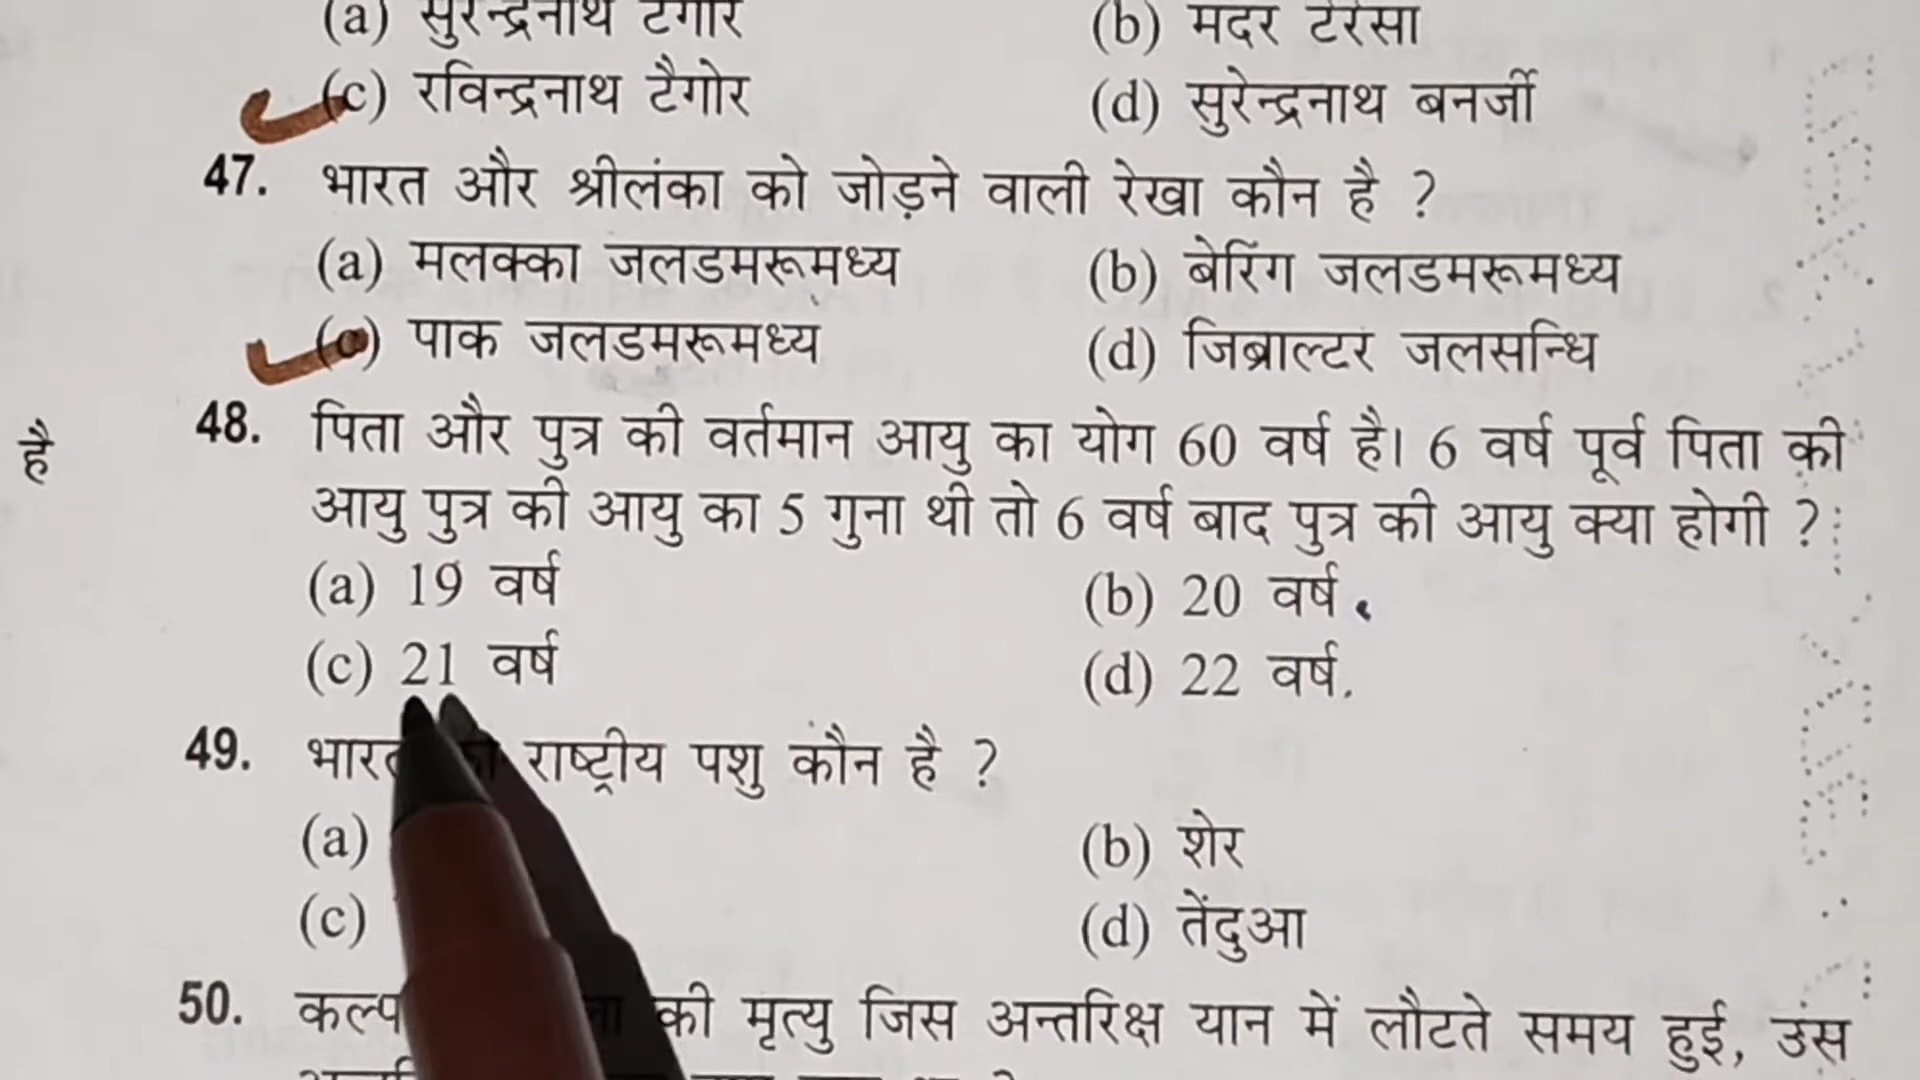 (a) सुरेन्द्रनाथ टैगोर (b) मदर टेरेसा
(c) रविन्द्रनाथ टैगोर (d) सुरेन्द्रनाथ बनर्जी
47. भारत और श्रीलंका को जोड़ने वाली रेखा कौन है ?
(a) मलक्का जलडमरूमध्य (b) बेरिंग जलडमरूमध्य
(c) पाक जलडमरूमध्य (d) जिब्राल्टर जलसन्धि
48. पिता और पुत्र की वर्तमान आयु का योग 60 वर्ष है। 6 वर्ष पूर्व पिता की
है
आयु पुत्र की आयु का 5 गुना थी तो 6 वर्ष बाद पुत्र की आयु क्या होगी ?
(a) 19 वर्ष (b) 20 वर्ष
(c) 21 वर्ष (d) 22 वर्ष.
49. राष्ट्रीय पशु कौन है ?
(a) (b) शेर
(c) (d) तेंदुआ
50. की मृत्यु जिस अन्तरिक्ष यान में लौटते समय हुई, उस